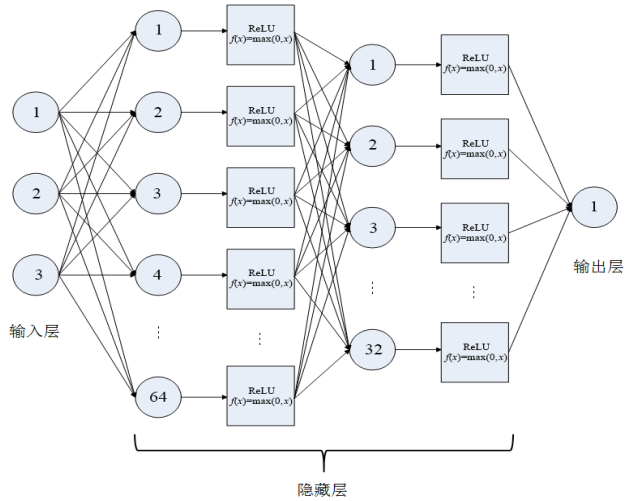 1
2
3
输入层
1
2
3
4
⋮
64
ReLU
f(x)=max(0,x)
ReLU
f(x)=max(0,x)
ReLU
f(x)=max(0,x)
ReLU
f(x)=max(0,x)
⋮
ReLU
f(x)=max(0,x)
1
2
3
⋮
32
ReLU
f(x)=max(0,x)
ReLU
f(x)=max(0,x)
ReLU
f(x)=max(0,x)
⋮
ReLU
f(x)=max(0,x)
1
输出层
隐藏层